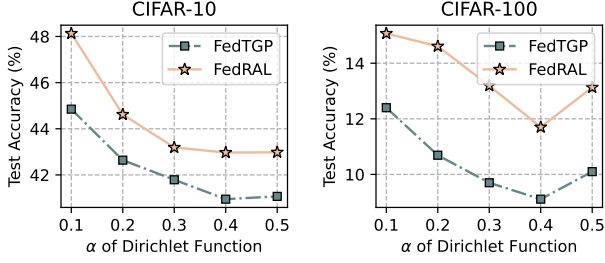 CIFAR-10
Test Accuracy (%)
48
46
44
42
FedTGP
FedRAL
0.1 0.2 0.3 0.4 0.5
α of Dirichlet Function
CIFAR-100
Test Accuracy (%)
14
12
10
FedTGP
FedRAL
0.1 0.2 0.3 0.4 0.5
α of Dirichlet Function